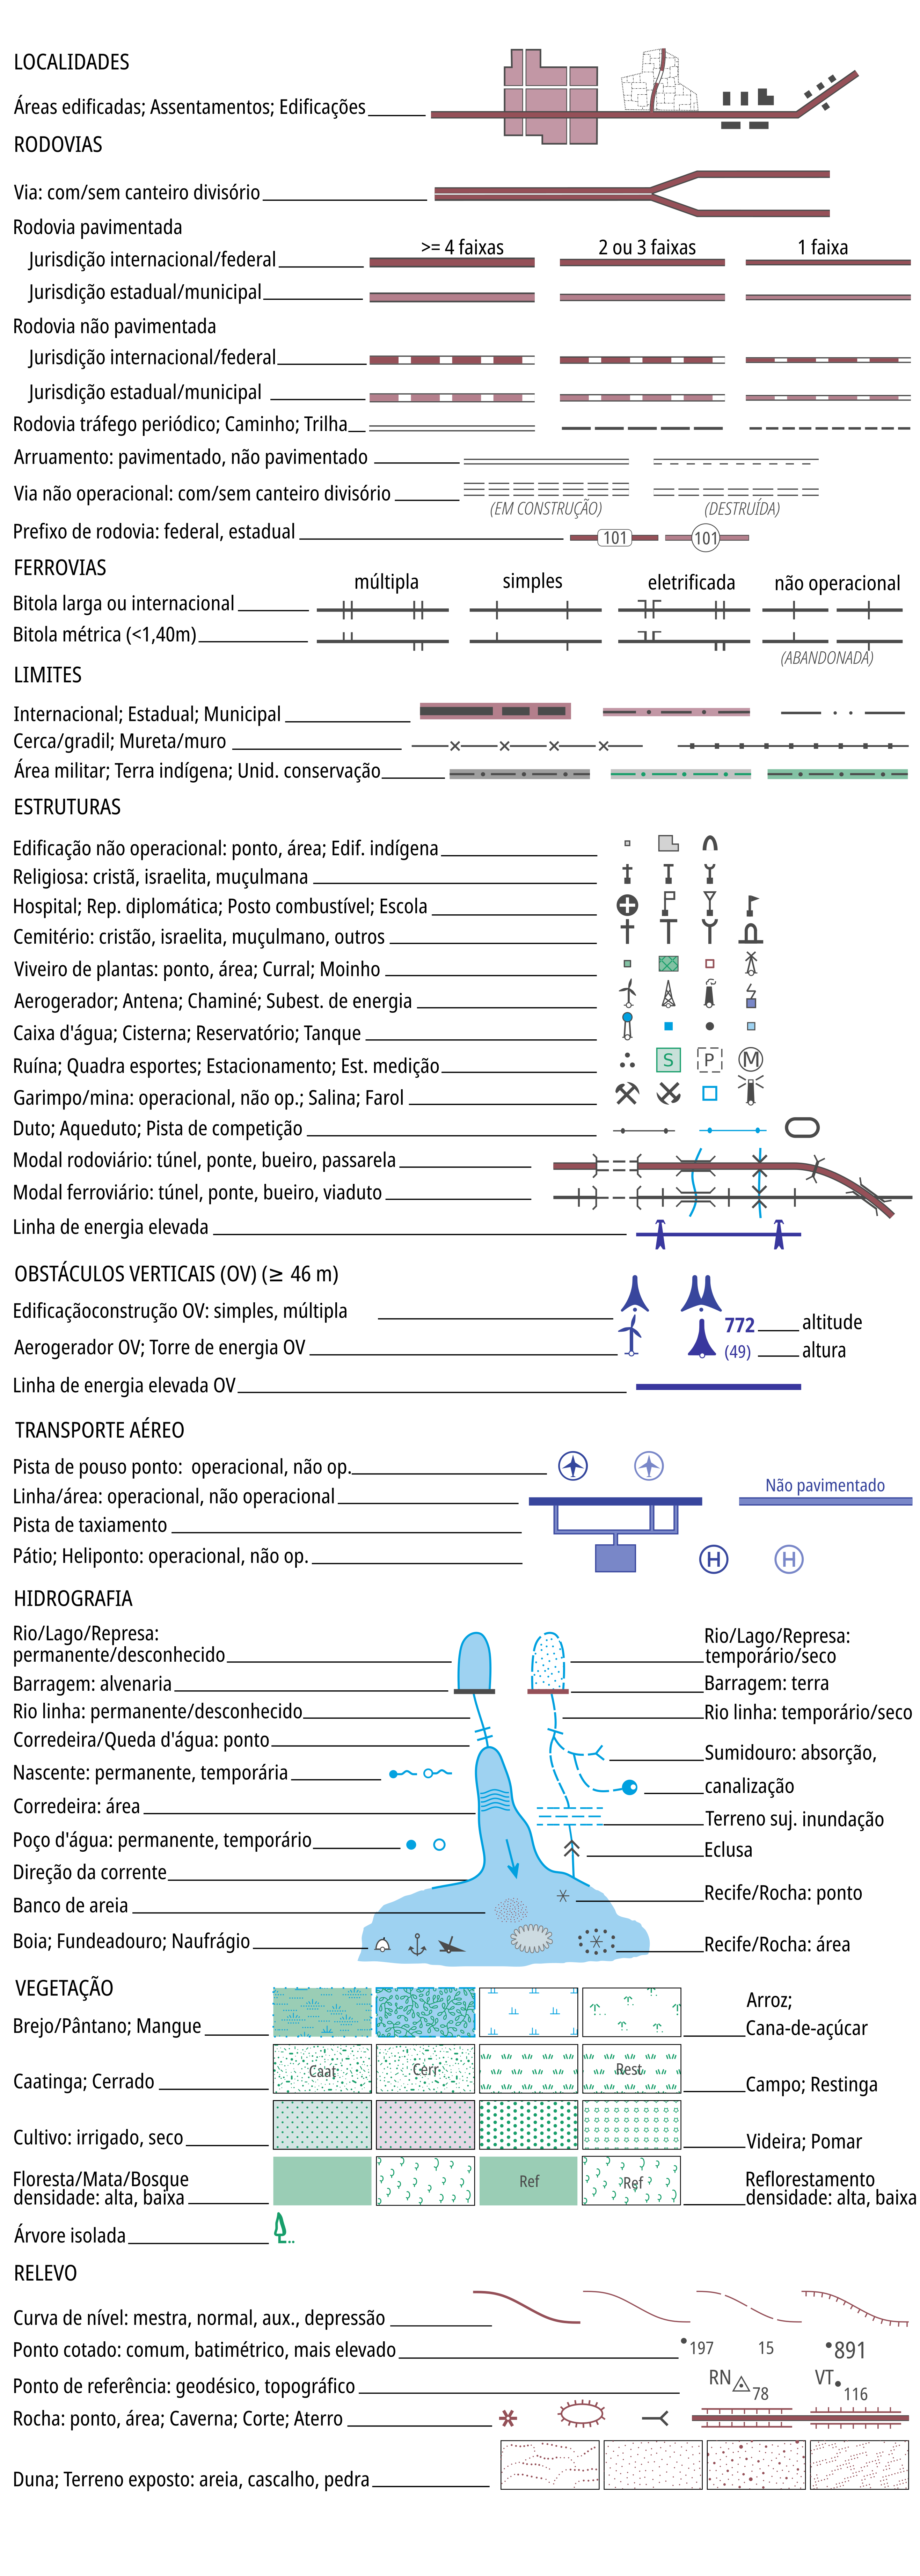 LOCALIDADES
Áreas edificadas; Assentamentos; Edificações
RODOVIAS
Via: com/sem canteiro divisório
Rodovia pavimentada
>= 4 faixas 2 ou 3 faixas 1 faixa
Jurisdição internacional/federal
Jurisdição estadual/municipal
Rodovia não pavimentada
Jurisdição internacional/federal
Jurisdição estadual/municipal
Rodovia tráfego periódico; Caminho; Trilha
Arruamento: pavimentado, não pavimentado
Via não operacional: com/sem canteiro divisório
(EM CONSTRUÇÃO) (DESTRUÍDA)
Prefixo de rodovia: federal, estadual 101 101
FERROVIAS
múltipla simples eletrificada não operacional
Bitola larga ou internacional
Bitola métrica (<1,40m)
(ABANDONADA)
LIMITES
Internacional; Estadual; Municipal
Cerca/gradil; Mureta/muro
Área militar; Terra indígena; Unid. conservação
ESTRUTURAS
Edificação não operacional: ponto, área; Edif. indígena
Religiosa: cristã, israelita, muçulmana
Hospital; Rep. diplomática; Posto combustível; Escola
Cemitério: cristão, israelita, muçulmano, outros
Viveiro de plantas: ponto, área; Curral; Moinho
Aerogerador; Antena; Chaminé; Subest. de energia
Caixa d'água; Cisterna; Reservatório; Tanque
Ruína; Quadra esportes; Estacionamento; Est. medição S P M
Garimpo/mina: operacional, não op.; Salina; Farol
Duto; Aqueduto; Pista de competição
Modal rodoviário: túnel, ponte, bueiro, passarela
Modal ferroviário: túnel, ponte, bueiro, viaduto
Linha de energia elevada
OBSTÁCULOS VERTICAIS (OV) (≥ 46 m)
Edificaçãoconstrução OV: simples, múltipla
772 altitude
Aerogerador OV; Torre de energia OV (49) altura
Linha de energia elevada OV
TRANSPORTE AÉREO
Pista de pouso ponto: operacional, não op.
Não pavimentado
Linha/área: operacional, não operacional
Pista de taxiamento
Pátio; Heliponto: operacional, não op. H H
HIDROGRAFIA
Rio/Lago/Represa:
permanente/desconhecido
Rio/Lago/Represa:
temporário/seco
Barragem: alvenaria Barragem: terra
Rio linha: permanente/desconhecido Rio linha: temporário/seco
Corredeira/Queda d'água: ponto
Sumidouro: absorção,
canalização
Nascente: permanente, temporária
Corredeira: área Terreno suj. inundação
Poço d'água: permanente, temporário Eclusa
Direção da corrente
Recife/Rocha: ponto
Banco de areia
Boia; Fundeadouro; Naufrágio Recife/Rocha: área
VEGETAÇÃO
Brejo/Pântano; Mangue
Arroz;
Cana-de-açúcar
Caatinga; Cerrado Caat Cerr Rest Campo; Restinga
Cultivo: irrigado, seco Videira; Pomar
Floresta/Mata/Bosque
densidade: alta, baixa
Ref Ref
Reflorestamento
densidade: alta, baixa
Árvore isolada
RELEVO
Curva de nível: mestra, normal, aux., depressão
Ponto cotado: comum, batimétrico, mais elevado 197 15 891
Ponto de referência: geodésico, topográfico RN 78 VT 116
Rocha: ponto, área; Caverna; Corte; Aterro
Duna; Terreno exposto: areia, cascalho, pedra